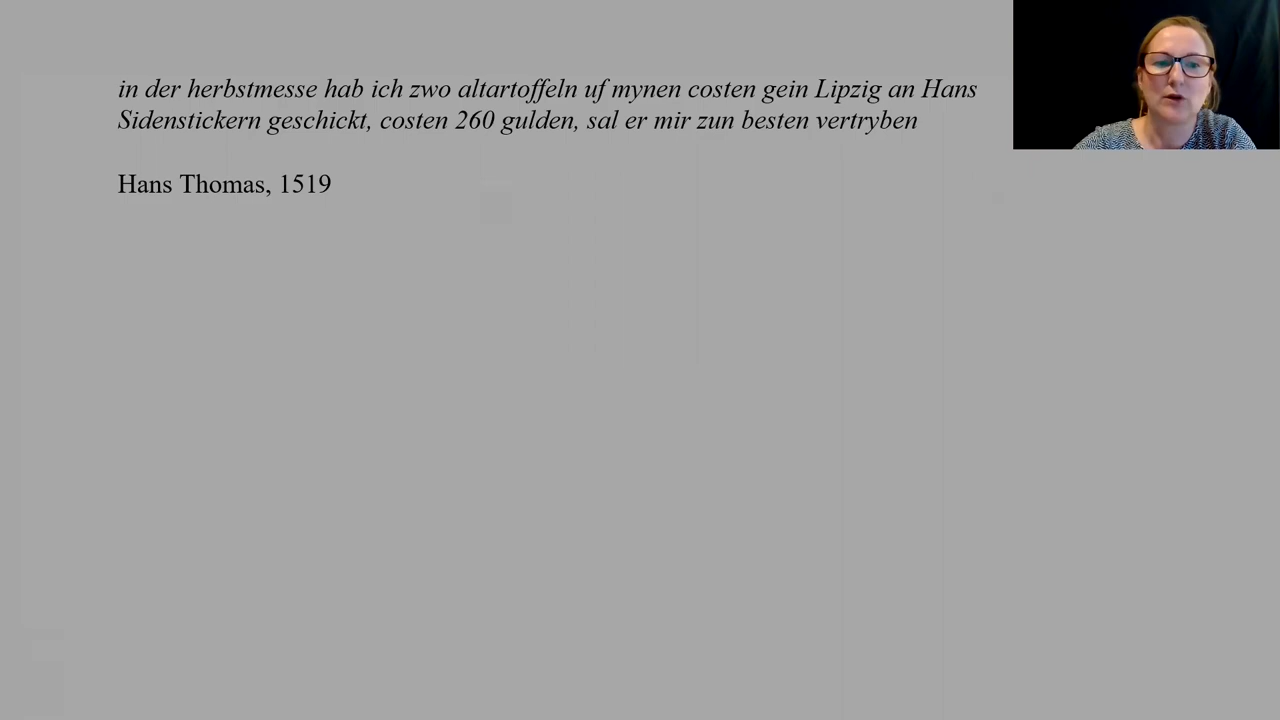 in der herbstmesse hab ich zwo altartoffeln uf mynen costen gein Lipzig an Hans
Sidenstickern geschickt, costen 260 gulden, sal er mir zun besten vertryben
Hans Thomas, 1519